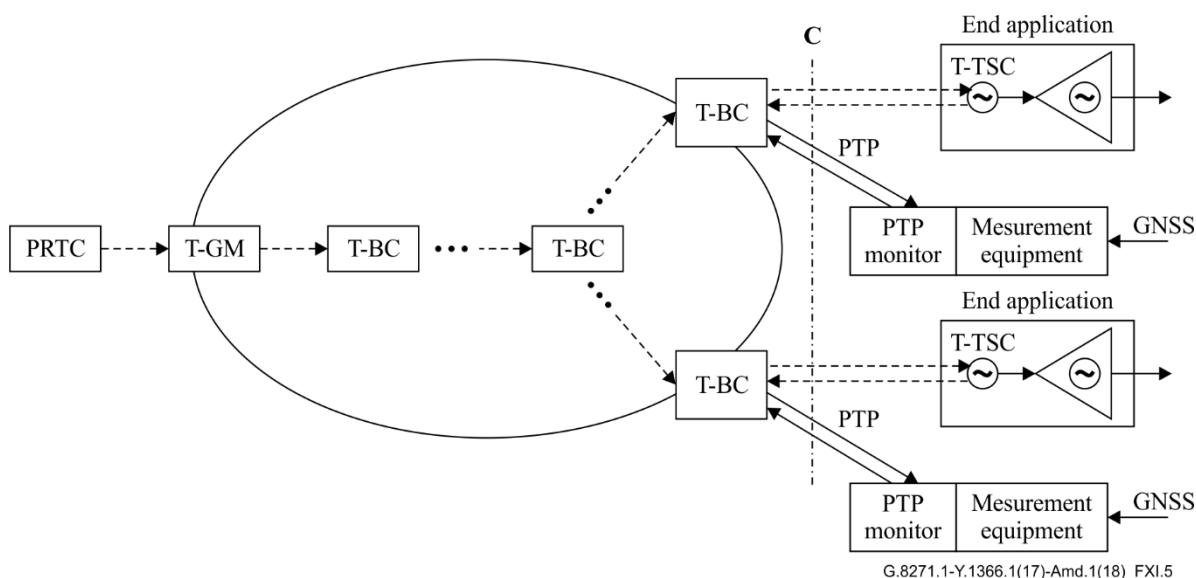 End application
C
T-TSC
T-BC
PTP
PRTC
T-GM
T-BC
T-BC
PTP
monitor
Mesurement
equipment
GNSS
End application
T-TSC
T-BC
PTP
PTP
monitor
Mesurement
equipment
GNSS
G.8271.1-Y.1366.1(17)-Amd.1(18)_FXI.5